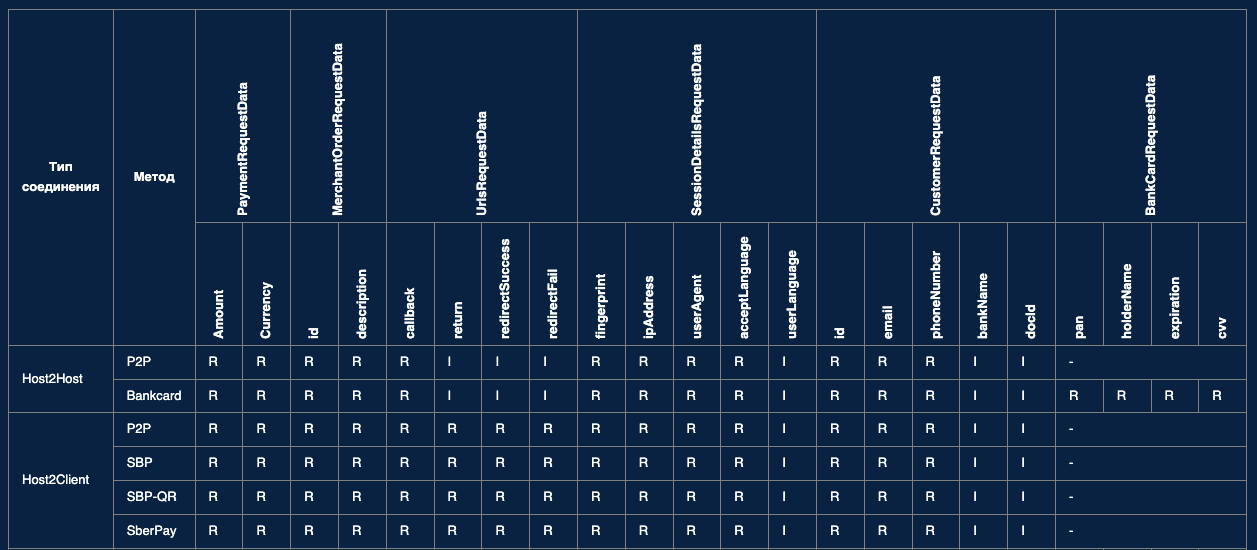 Тип соединения | Метод | PaymentRequestData | MerchantOrderRequestData | UrlsRequestData | SessionDetailsRequestData | CustomerRequestData | BankCardRequestData
Amount | Currency | id | description | callback | return | redirectSuccess | redirectFail | fingerprint | ipAddress | userAgent | acceptLanguage | userLanguage | id | email | phoneNumber | bankName | docId | pan | holderName | expiration | cvv
Host2Host | P2P | R | R | R | R | R | I | I | I | R | R | R | R | I | R | R | R | I | I | -
Bankcard | R | R | R | R | R | I | I | I | R | R | R | R | I | R | R | R | I | I | R | R | R | R
Host2Client | P2P | R | R | R | R | R | R | R | R | R | R | R | R | I | R | R | R | I | I | -
SBP | R | R | R | R | R | R | R | R | R | R | R | R | I | R | R | R | I | I | -
SBP-QR | R | R | R | R | R | R | R | R | R | R | R | R | I | R | R | R | I | I | -
SberPay | R | R | R | R | R | R | R | R | R | R | R | R | I | R | R | R | I | I | -